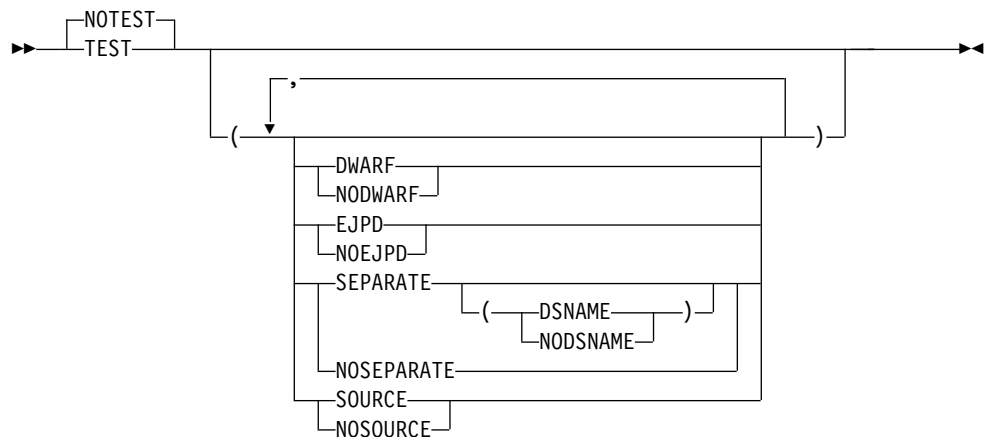 NOTEST
TEST
,
( )
DWARF
NODWARF
EJPD
NOEJPD
SEPARATE
( DSNAME )
NODSNAME
NOSEPARATE
SOURCE
NOSOURCE